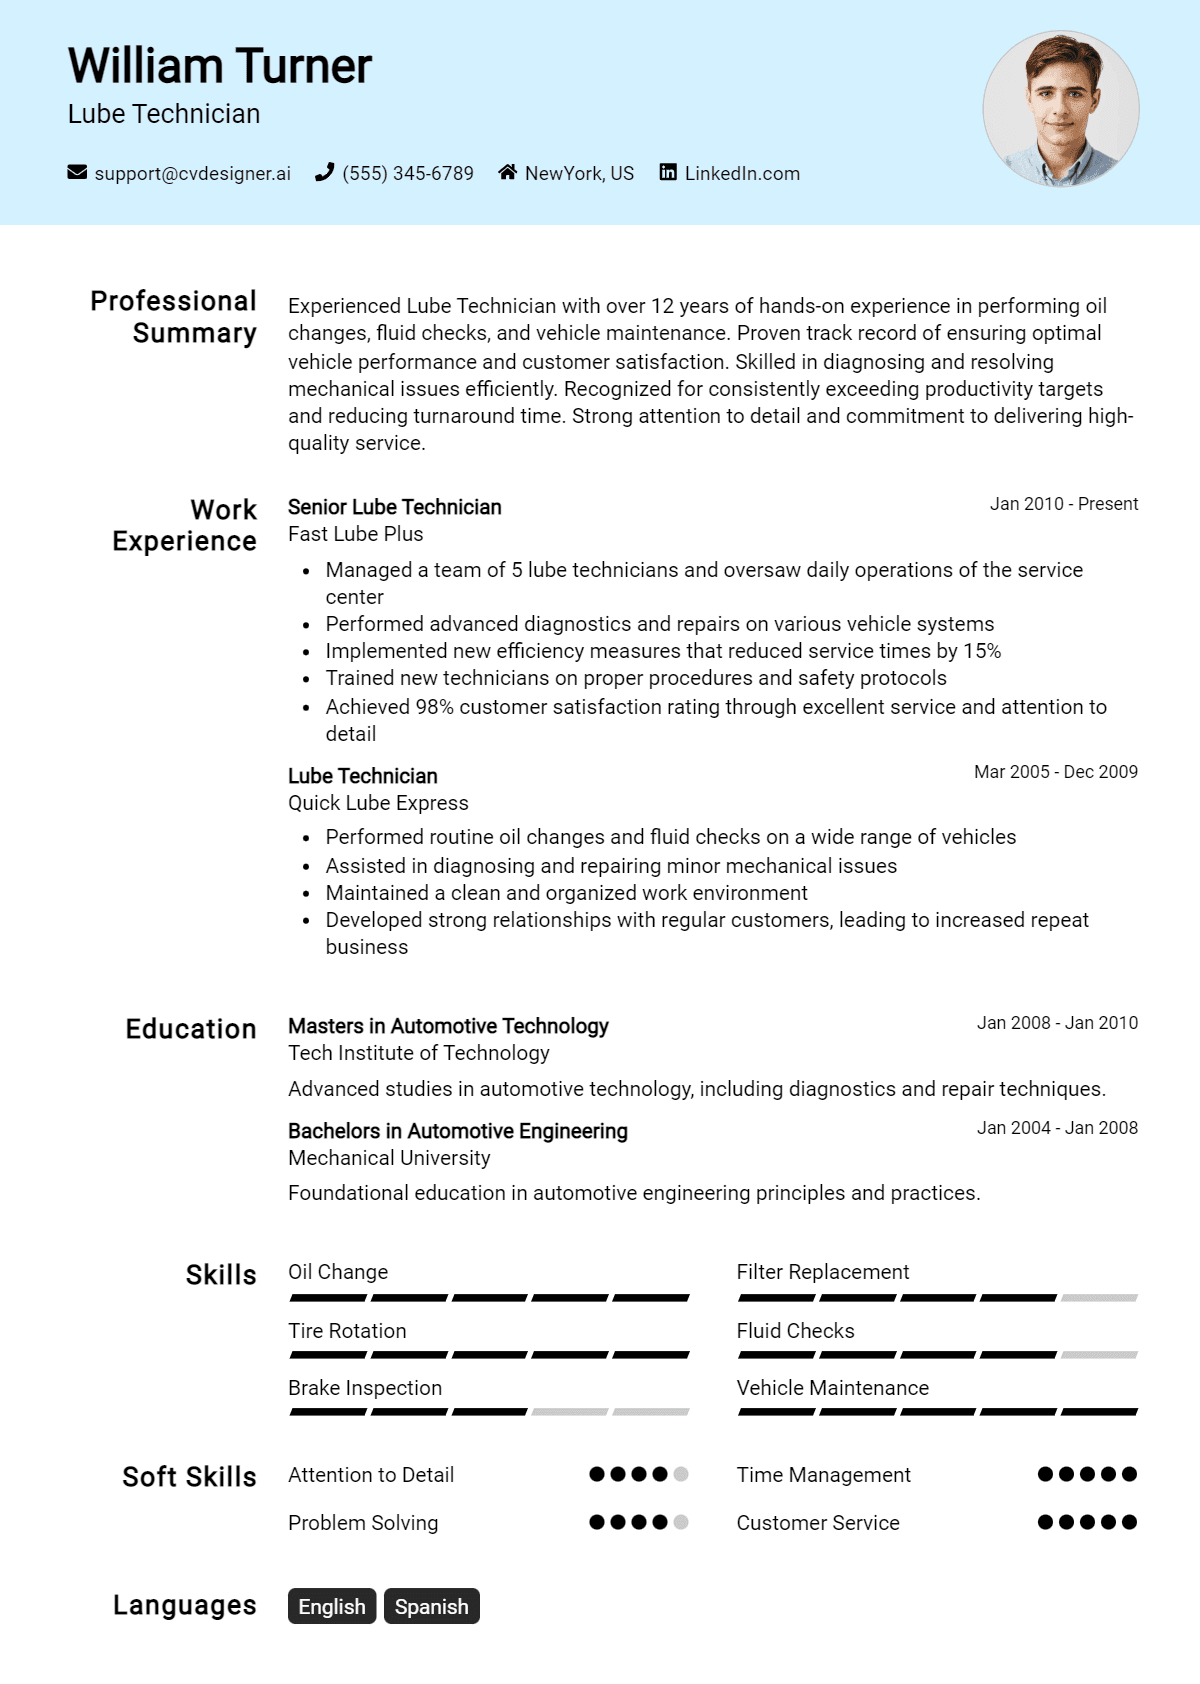 William Turner
Lube Technician
support@cvdesigner.ai (555) 345-6789 NewYork, US LinkedIn.com
Professional
Summary
Experienced Lube Technician with over 12 years of hands-on experience in performing oil
changes, fluid checks, and vehicle maintenance. Proven track record of ensuring optimal
vehicle performance and customer satisfaction. Skilled in diagnosing and resolving
mechanical issues efficiently. Recognized for consistently exceeding productivity targets
and reducing turnaround time. Strong attention to detail and commitment to delivering high-
quality service.
Work
Experience
Senior Lube Technician Jan 2010 - Present
Fast Lube Plus
• Managed a team of 5 lube technicians and oversaw daily operations of the service
center
• Performed advanced diagnostics and repairs on various vehicle systems
• Implemented new efficiency measures that reduced service times by 15%
• Trained new technicians on proper procedures and safety protocols
• Achieved 98% customer satisfaction rating through excellent service and attention to
detail
Lube Technician Mar 2005 - Dec 2009
Quick Lube Express
• Performed routine oil changes and fluid checks on a wide range of vehicles
• Assisted in diagnosing and repairing minor mechanical issues
• Maintained a clean and organized work environment
• Developed strong relationships with regular customers, leading to increased repeat
business
Education
Masters in Automotive Technology Jan 2008 - Jan 2010
Tech Institute of Technology
Advanced studies in automotive technology, including diagnostics and repair techniques.
Bachelors in Automotive Engineering Jan 2004 - Jan 2008
Mechanical University
Foundational education in automotive engineering principles and practices.
Skills
Oil Change Filter Replacement
Tire Rotation Fluid Checks
Brake Inspection Vehicle Maintenance
Soft Skills
Attention to Detail Time Management
Problem Solving Customer Service
Languages
English Spanish